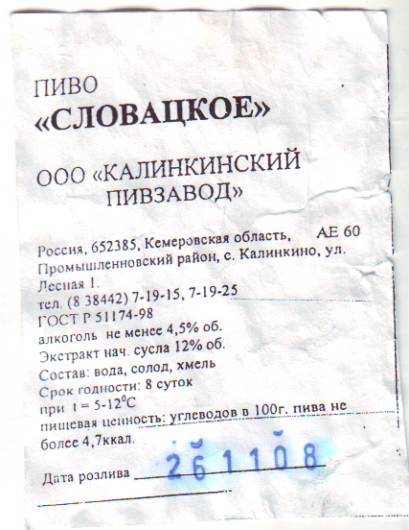 ПИВО
«СЛОВАЦКОЕ»
ООО «КАЛИНКИНСКИЙ
ПИВЗАВОД»
Россия, 652385, Кемеровская область, АЕ 60
Промышленновский район, с. Калинкино, ул.
Лесная 1.
тел. (8 38442) 7-19-15, 7-19-25
ГОСТ Р 51174-98
алкоголь не менее 4,5% об.
Экстракт нач. сусла 12% об.
Состав: вода, солод, хмель
Срок годности: 8 суток
при t = 5-12⁰С
пищевая ценность: углеводов в 100г. пива не
более 4,7ккал.
Дата розлива 261108